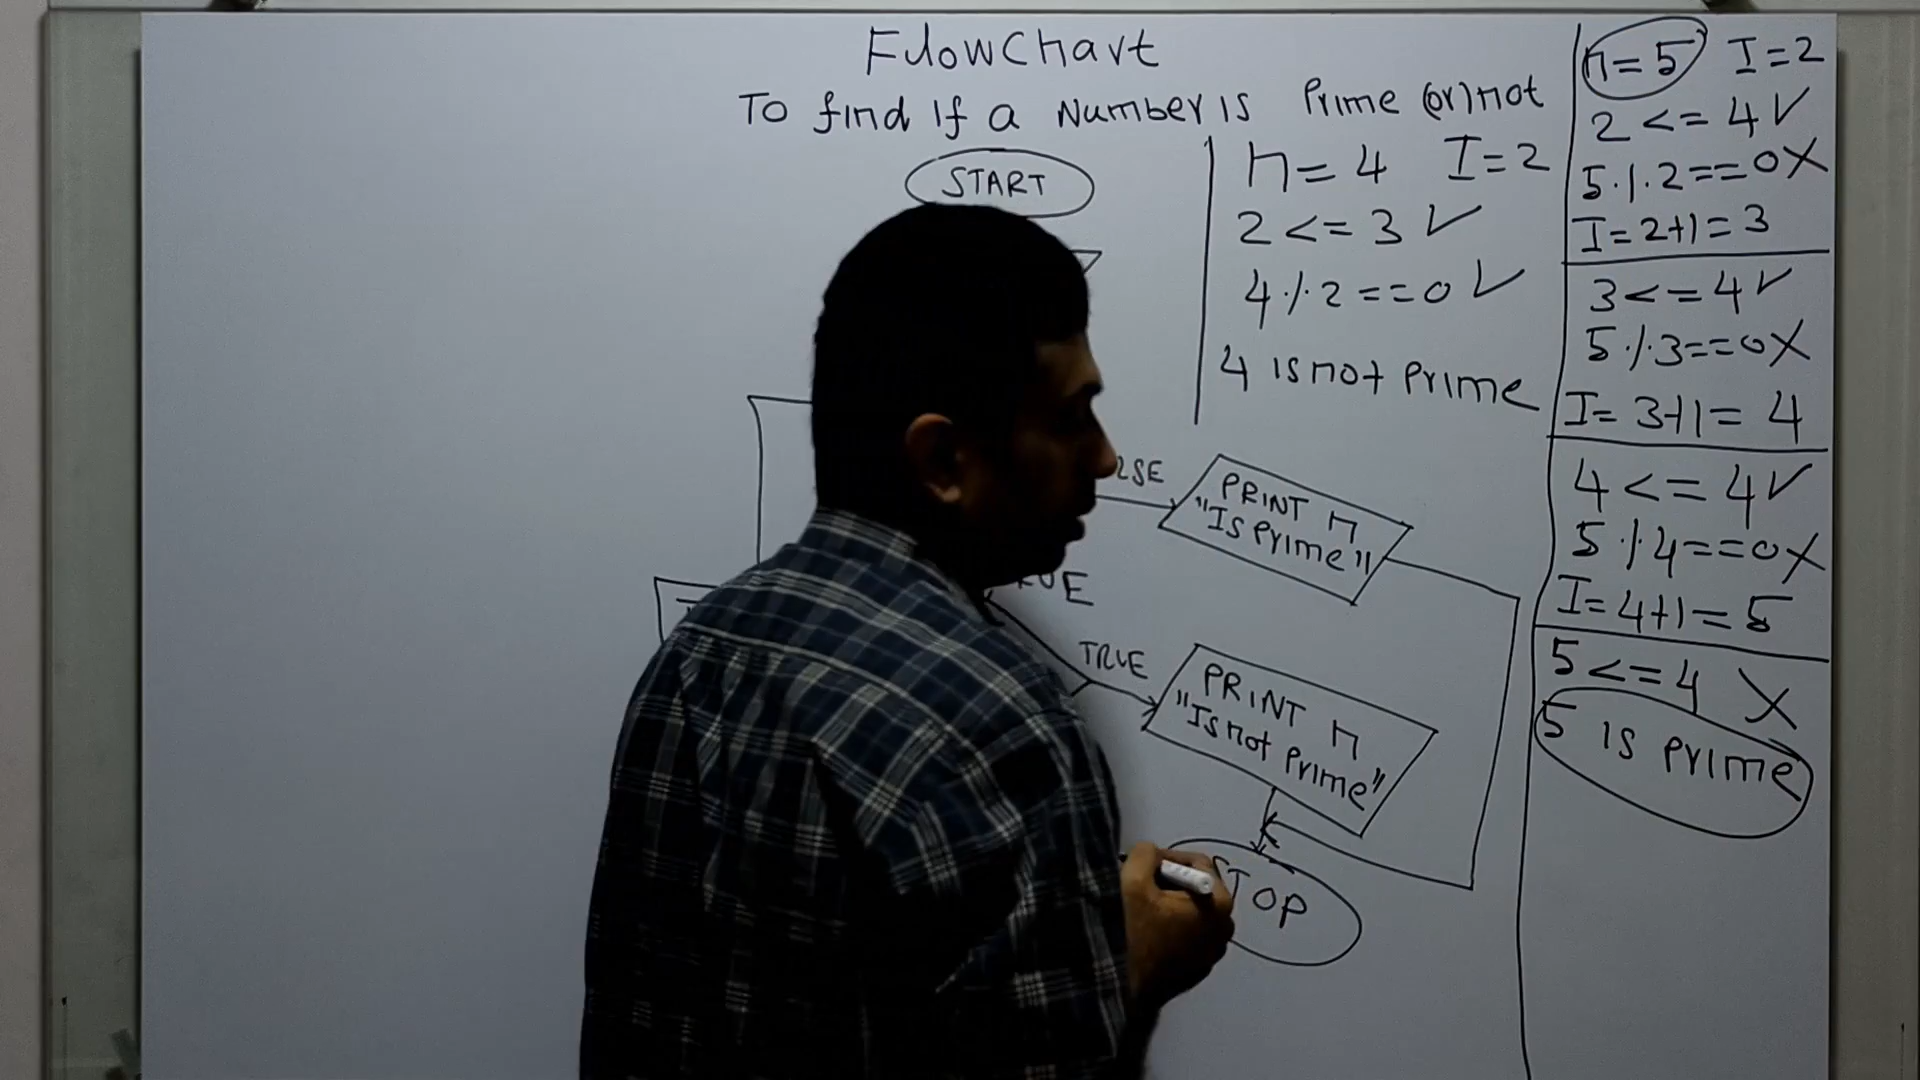 FlowChart
To find If a Number is Prime (or) not
START
PRINT n
"Is Prime"
TRUE
PRINT n
"Is not Prime"
TOP
n = 4 I = 2
2 <= 3 ✓
4 % 2 == 0 ✓
4 is not Prime
n = 5 I = 2
2 <= 4 ✓
5 % 2 == 0 X
I = 2+1 = 3
3 <= 4 ✓
5 % 3 == 0 X
I = 3+1 = 4
4 <= 4 ✓
5 % 4 == 0 X
I = 4+1 = 5
5 <= 4 X
5 is Prime